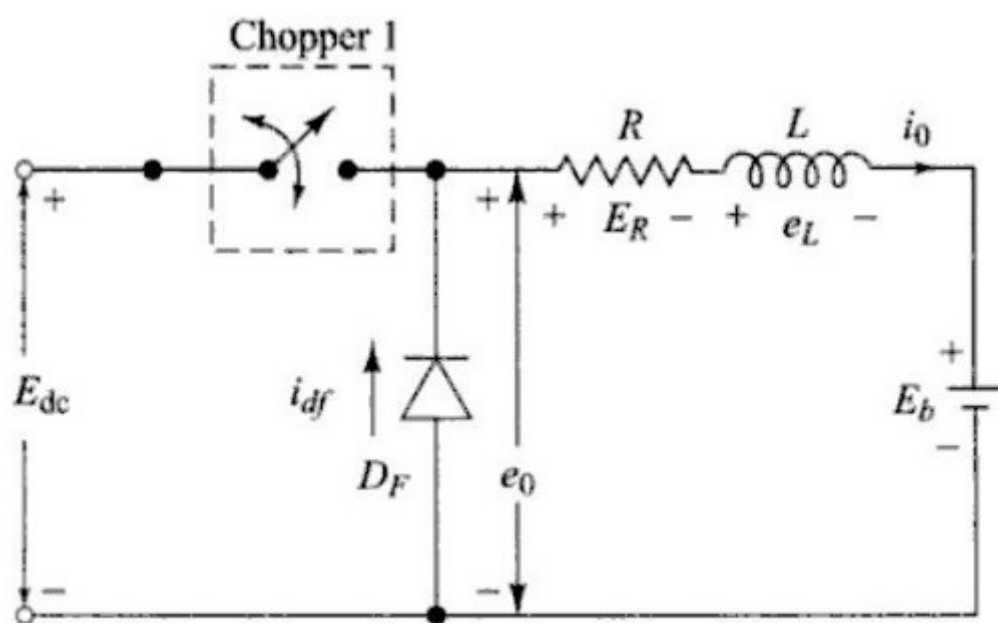 Chopper 1
R
L
i0
+
+
+ ER − + eL −
Edc
idf
DF
e0
+
Eb
−
−
−